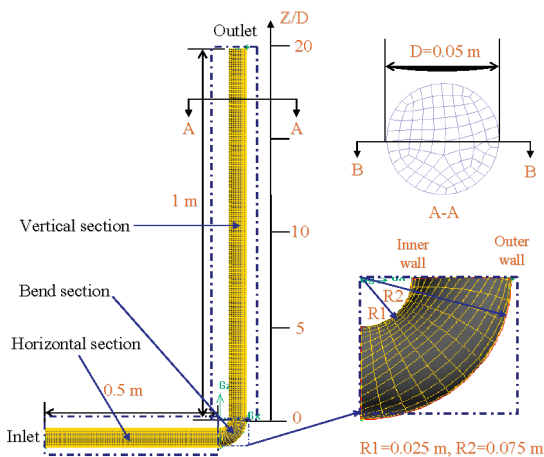 Outlet
Z/D
20
D=0.05 m
A
A
B
B
A-A
1 m
Vertical section
10
Inner
wall
Outer
wall
R2
R1
Bend section
5
Horizontal section
0.5 m
0
Inlet
R1=0.025 m, R2=0.075 m